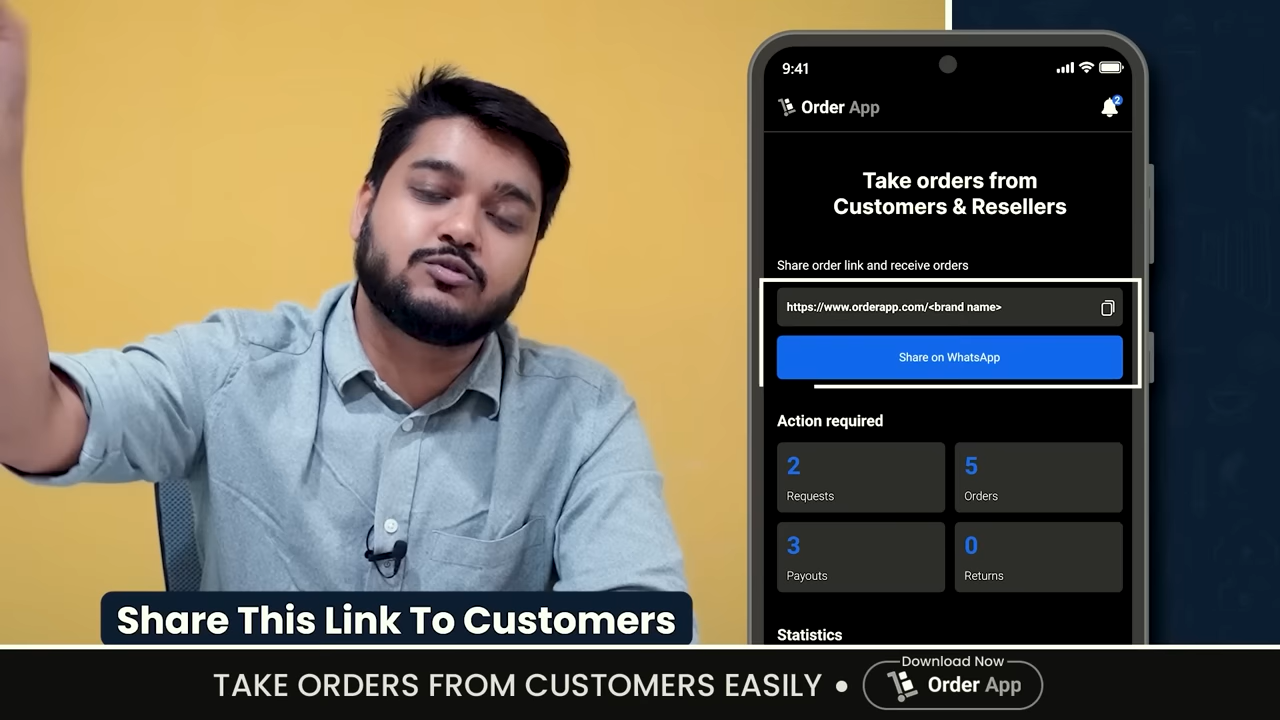 9:41
Order App
2
Take orders from
Customers & Resellers
Share order link and receive orders
https://www.orderapp.com/<brand name>
Share on WhatsApp
Action required
2
Requests
5
Orders
3
Payouts
0
Returns
Statistics
Share This Link To Customers
TAKE ORDERS FROM CUSTOMERS EASILY •
Download Now
Order App